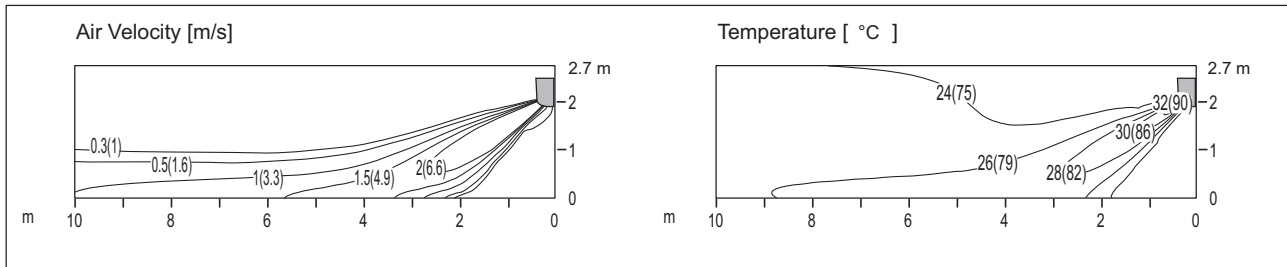 Air Velocity [m/s]
2.7 m
2
1
0
0.3(1)
0.5(1.6)
1(3.3)
1.5(4.9)
2(6.6)
m
10 8 6 4 2 0
Temperature [ °C ]
2.7 m
2
1
0
24(75)
32(90)
30(86)
26(79)
28(82)
m
10 8 6 4 2 0